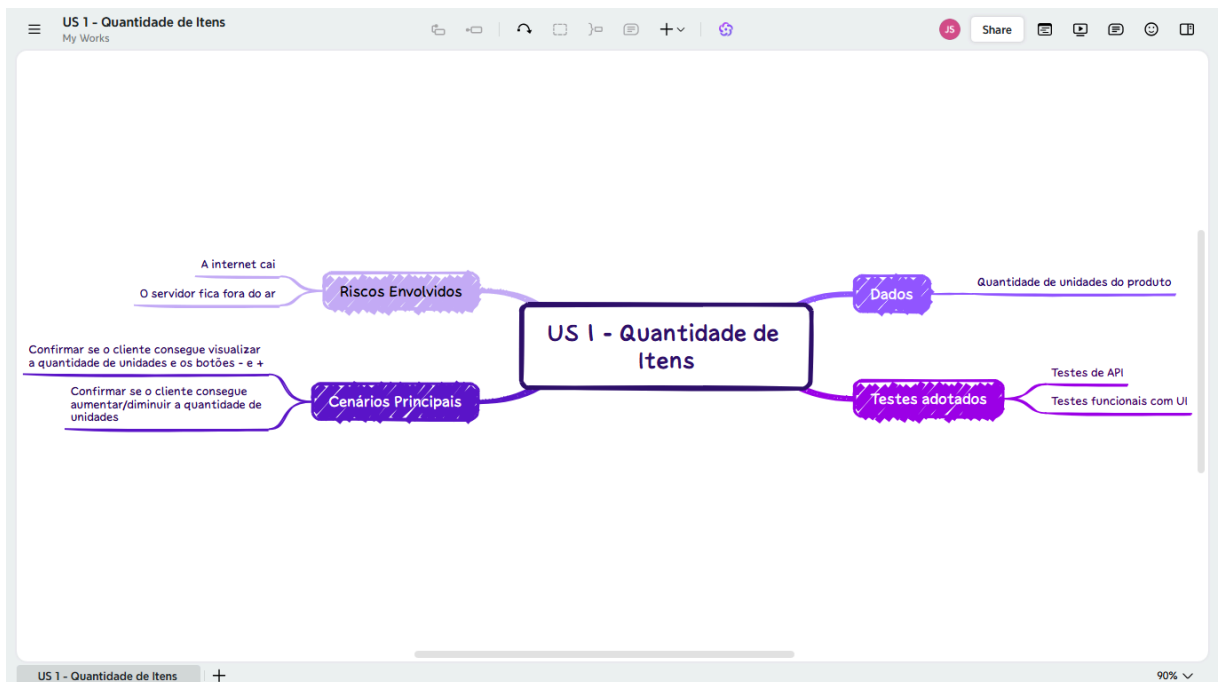 US 1 - Quantidade de Itens
My Works
JS
Share
A internet cai
O servidor fica fora do ar
Riscos Envolvidos
Confirmar se o cliente consegue visualizar
a quantidade de unidades e os botões - e +
Confirmar se o cliente consegue
aumentar/diminuir a quantidade de
unidades
Cenários Principais
US 1 - Quantidade de
Itens
Dados
Quantidade de unidades do produto
Testes adotados
Testes de API
Testes funcionais com UI
US 1 - Quantidade de Itens
90%